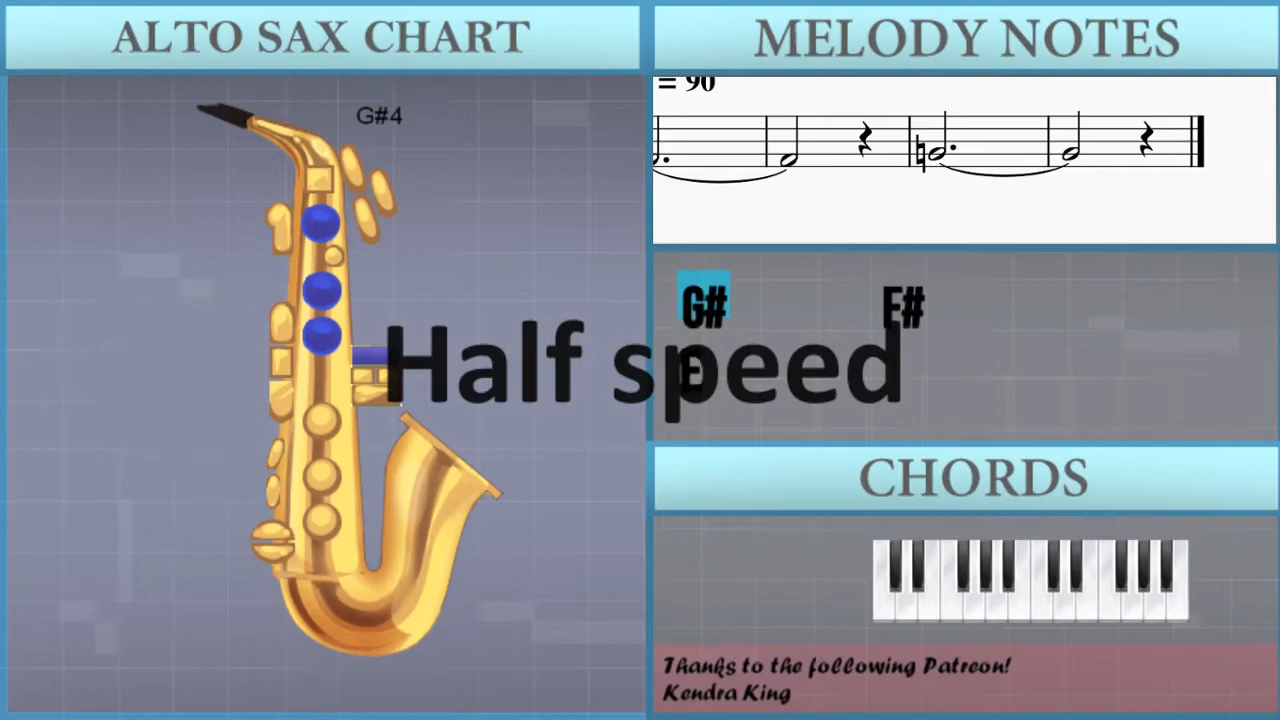 ALTO SAX CHART
MELODY NOTES
= 90
G#4
G# F#
E
Half speed
CHORDS
Thanks to the following Patreon!
Kendra King